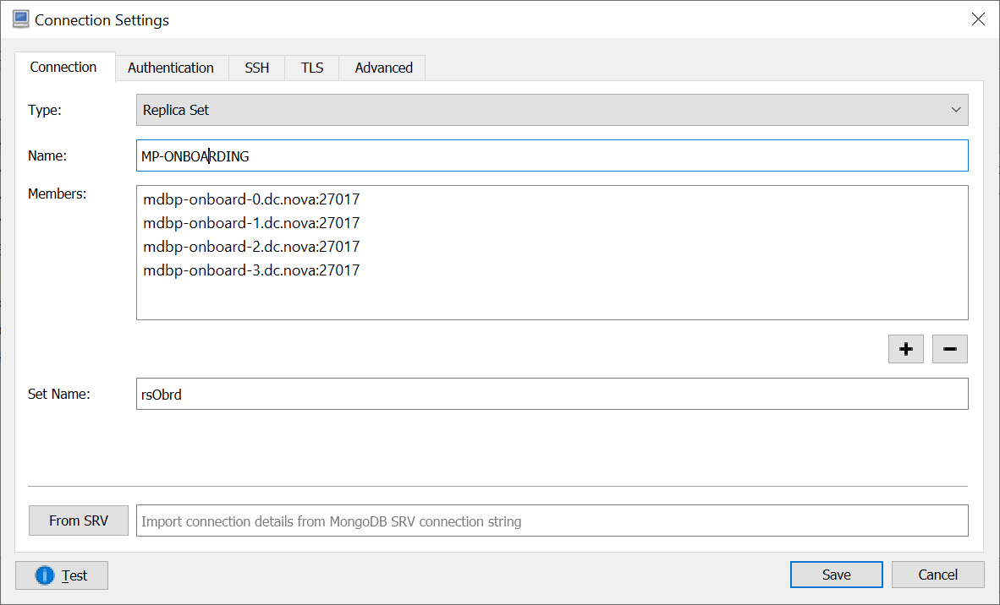 Connection Settings
Connection Authentication SSH TLS Advanced
Type: Replica Set
Name: MP-ONBOARDING
Members:
mdbp-onboard-0.dc.nova:27017
mdbp-onboard-1.dc.nova:27017
mdbp-onboard-2.dc.nova:27017
mdbp-onboard-3.dc.nova:27017
Set Name: rsObrd
From SRV Import connection details from MongoDB SRV connection string
Test Save Cancel